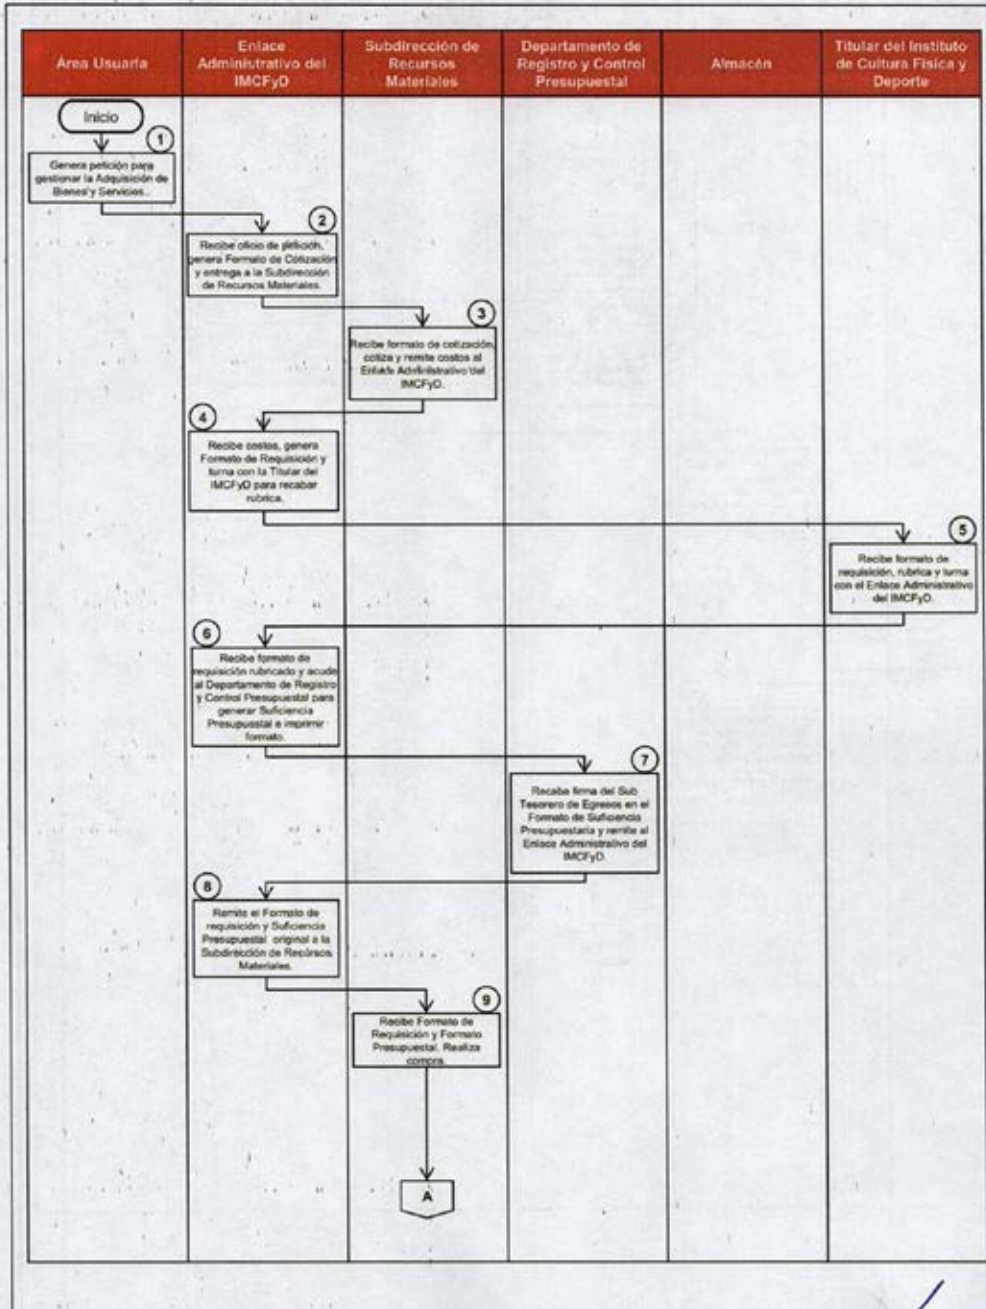 Área Usuaria
Enlace
Administrativo del
IMCFyD
Subdirección de
Recursos
Materiales
Departamento de
Registro y Control
Presupuestal
Almacén
Titular del Instituto
de Cultura Física y
Deporte
Inicio
1
Genera petición para
gestionar la Adquisición de
Bienes y Servicios.
2
Recibe oficio de petición,
genera Formato de Cotización
y entrega a la Subdirección
de Recursos Materiales.
3
Recibe formato de cotización,
cotiza y remite costos al
Enlace Administrativo del
IMCFyD.
4
Recibe costos, genera
Formato de Requisición y
turna con la Titular del
IMCFyD para recabar
rubrica.
5
Recibe formato de
requisición, rubrica y turna
con el Enlace Administrativo
del IMCFyD.
6
Recibe formato de
requisición rubricado y acude
al Departamento de Registro
y Control Presupuestal para
generar Suficiencia
Presupuestal e imprimir
formato.
7
Recaba firma del Sub
Tesorero de Egresos en el
Formato de Suficiencia
Presupuestaria y remite al
Enlace Administrativo del
IMCFyD.
8
Remite el Formato de
requisición y Suficiencia
Presupuestal original a la
Subdirección de Recursos
Materiales.
9
Recibe Formato de
Requisición y Formato
Presupuestal. Realiza
compra.
A